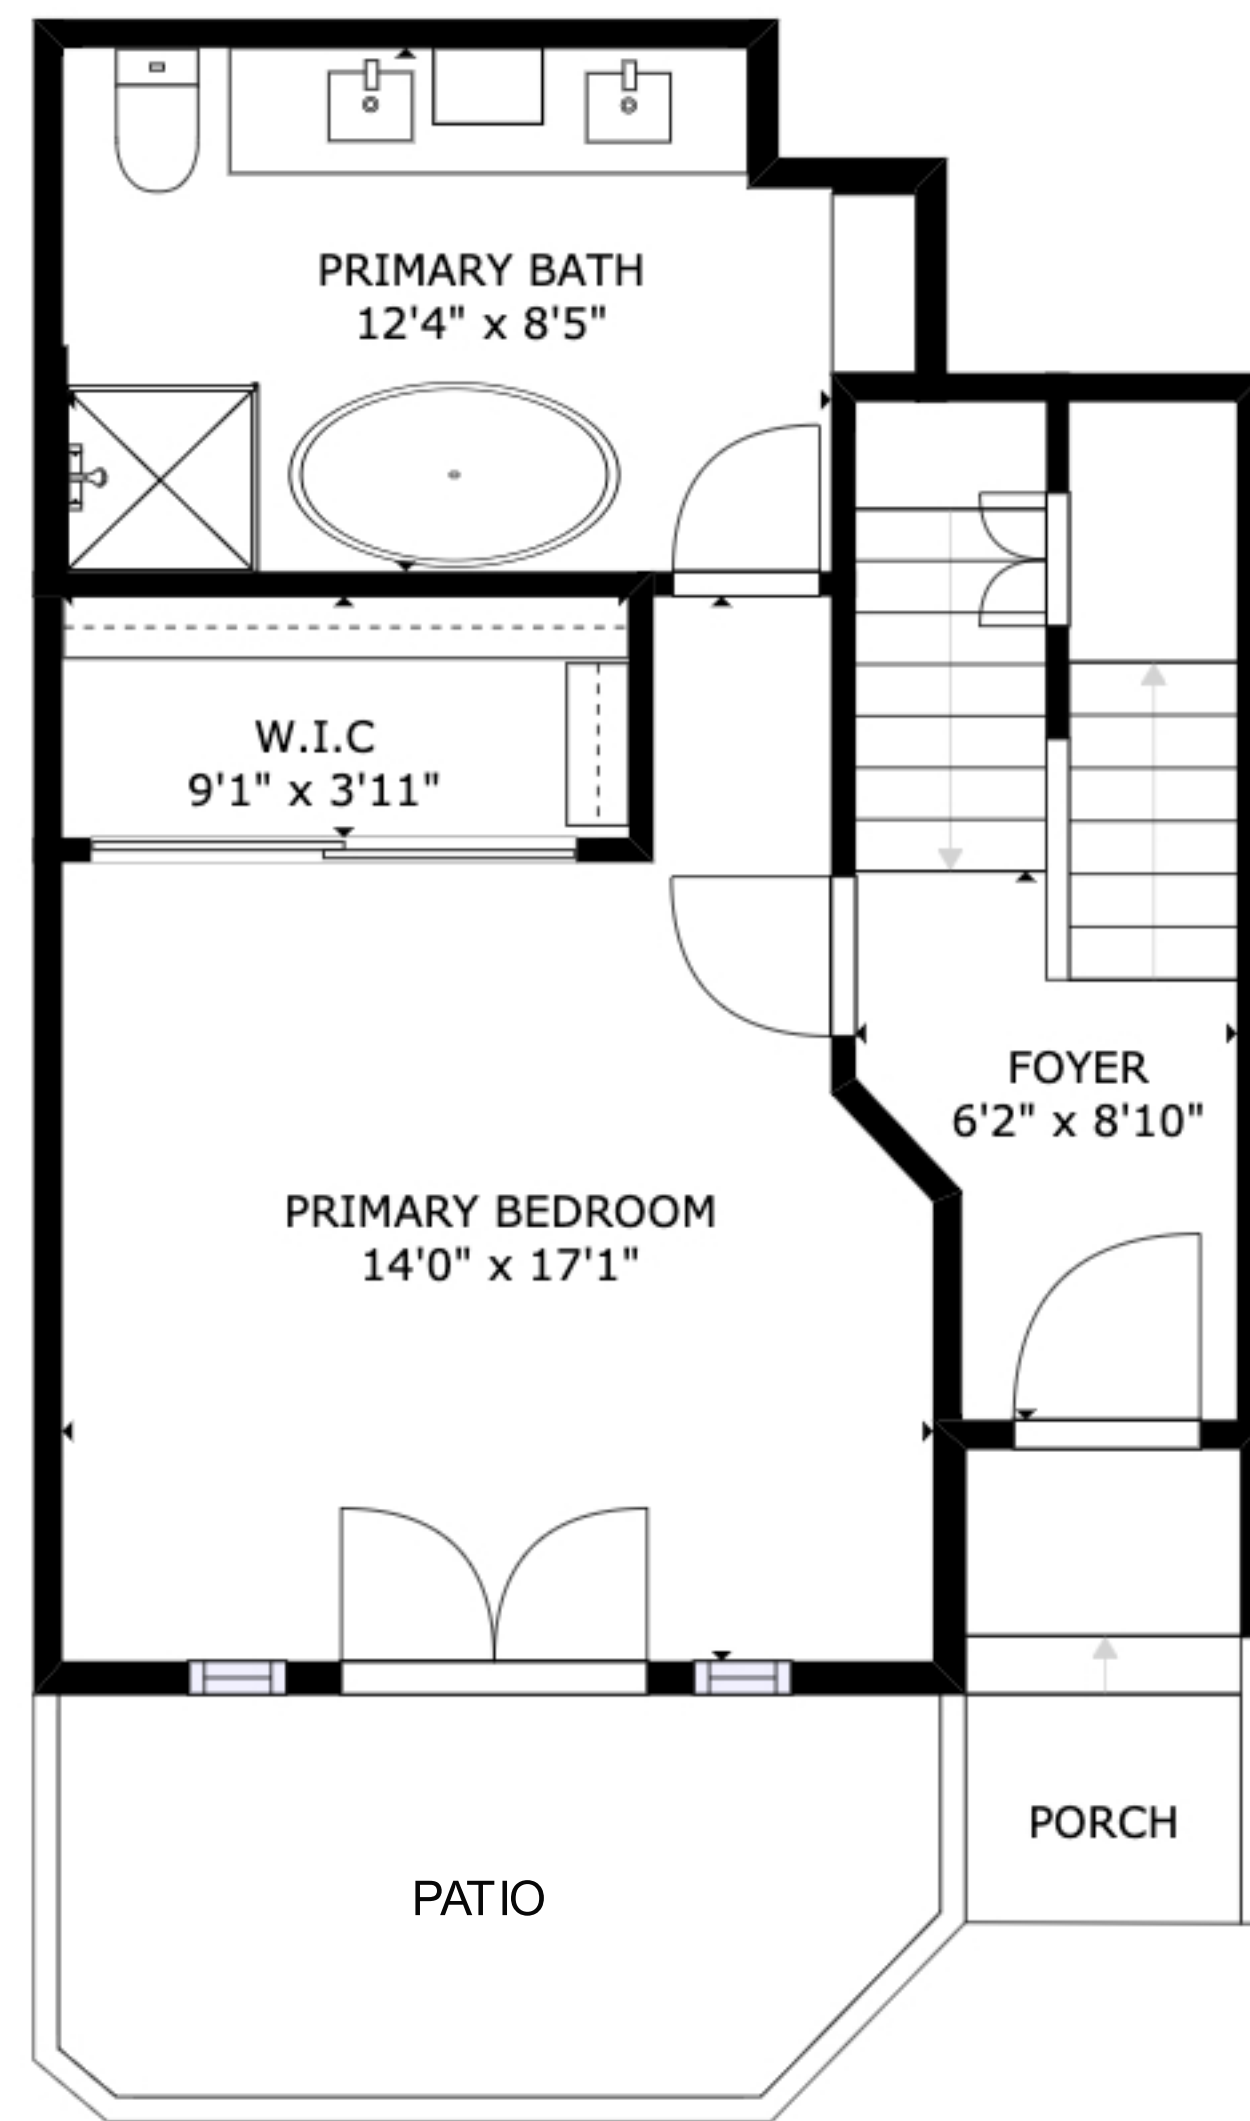 PRIMARY BATH
12'4" x 8'5"
W.I.C
9'1" x 3'11"
FOYER
6'2" x 8'10"
PRIMARY BEDROOM
14'0" x 17'1"
PORCH
PATIO